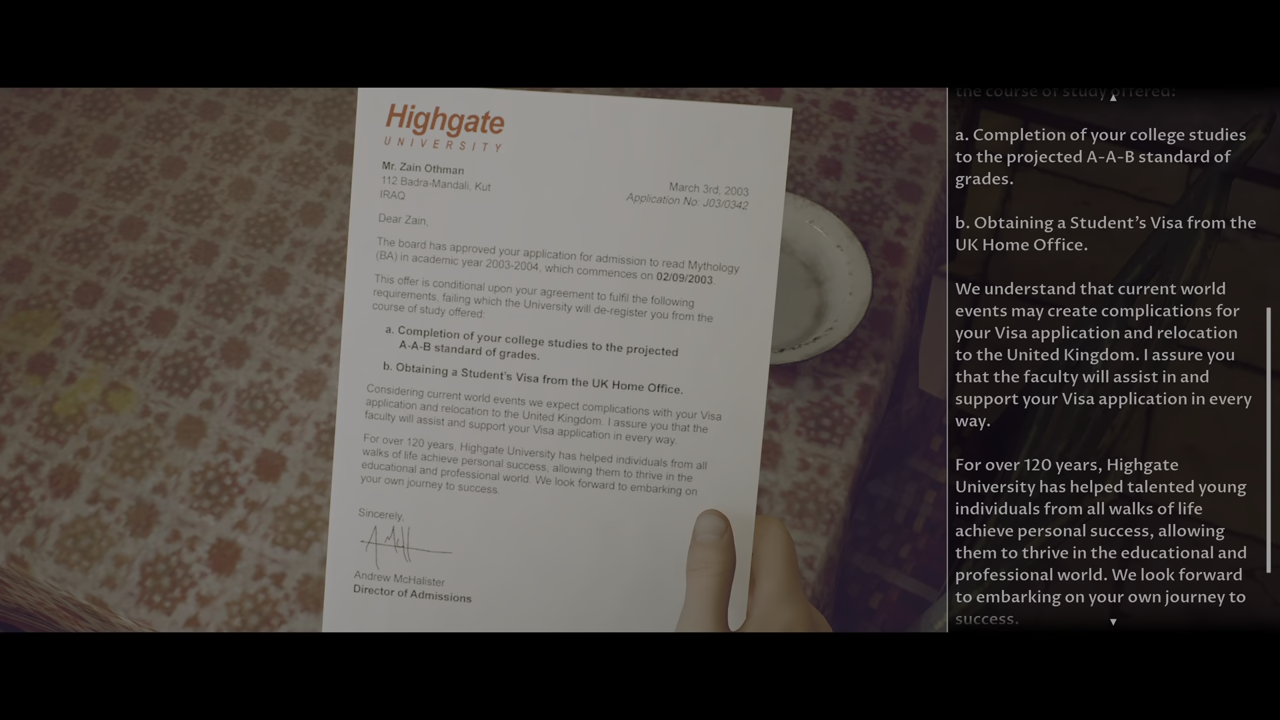 Highgate
UNIVERSITY
Mr. Zain Othman
112 Badra-Mandali, Kut
IRAQ
March 3rd, 2003
Application No. J03/0342
Dear Zain,
The board has approved your application for admission to read Mythology
(BA) in academic year 2003-2004, which commences on 02/09/2003.
This offer is conditional upon your agreement to fulfil the following
requirements, failing which the University will de-register you from the
course of study offered:
a. Completion of your college studies to the projected
A-A-B standard of grades.
b. Obtaining a Student's Visa from the UK Home Office.
Considering current world events we expect complications with your Visa
application and relocation to the United Kingdom. I assure you that the
faculty will assist and support your Visa application in every way.
For over 120 years, Highgate University has helped individuals from all
walks of life achieve personal success, allowing them to thrive in the
educational and professional world. We look forward to embarking on
your own journey to success.
Sincerely,
Andrew McHalister
Director of Admissions
the course of study offered:
a. Completion of your college studies
to the projected A-A-B standard of
grades.
b. Obtaining a Student's Visa from the
UK Home Office.
We understand that current world
events may create complications for
your Visa application and relocation
to the United Kingdom. I assure you
that the faculty will assist in and
support your Visa application in every
way.
For over 120 years, Highgate
University has helped talented young
individuals from all walks of life
achieve personal success, allowing
them to thrive in the educational and
professional world. We look forward
to embarking on your own journey to
success.